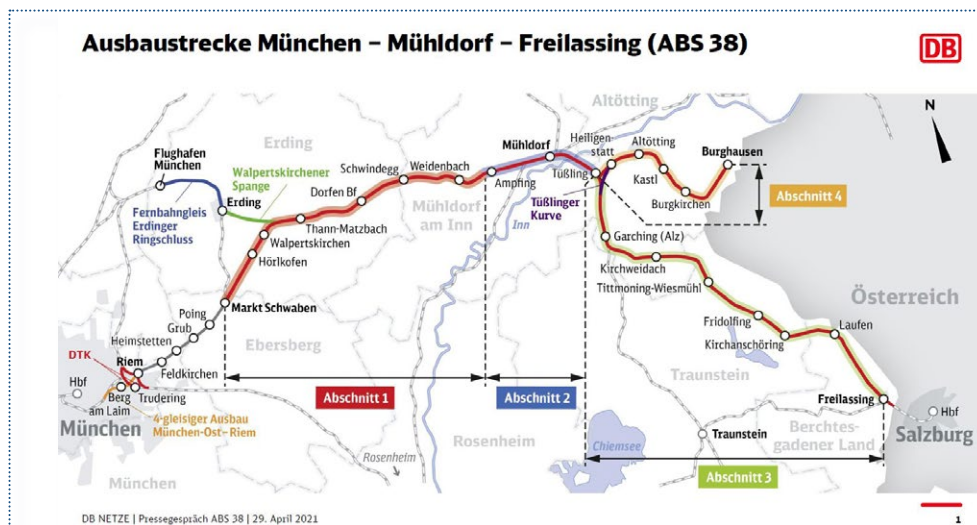 Ausbaustrecke München – Mühldorf – Freilassing (ABS 38)
DB
N
Altötting
Erding
Flughafen
München
Walpertskirchener
Spange
Erding
Fernbahngleis
Erdinger
Ringschluss
Schwindegg
Weidenbach
Dorfen Bf
Thann-Matzbach
Walpertskirchen
Hörlkofen
Markt Schwaben
Mühldorf
am Inn
Mühldorf
Ampfing
Inn
Heiligen-
statt
Tüßling
Tüßlinger
Kurve
Altötting
Kastl
Burgkirchen
Burghausen
Abschnitt 4
Garching (Alz)
Kirchweidach
Tittmoning-Wiesmühl
Fridolfing
Kirchanschöring
Laufen
Österreich
Poing
Grub
Heimstetten
Feldkirchen
Ebersberg
DTK
Riem
Hbf
Berg
am Laim
Trudering
4-gleisiger Ausbau
München-Ost–Riem
München
München
Abschnitt 1
Abschnitt 2
Rosenheim
Rosenheim
Chiemsee
Traunstein
Traunstein
Freilassing
Berchtes-
gadener Land
Hbf
Salzburg
Abschnitt 3
DB NETZE | Pressegespräch ABS 38 | 29. April 2021
1